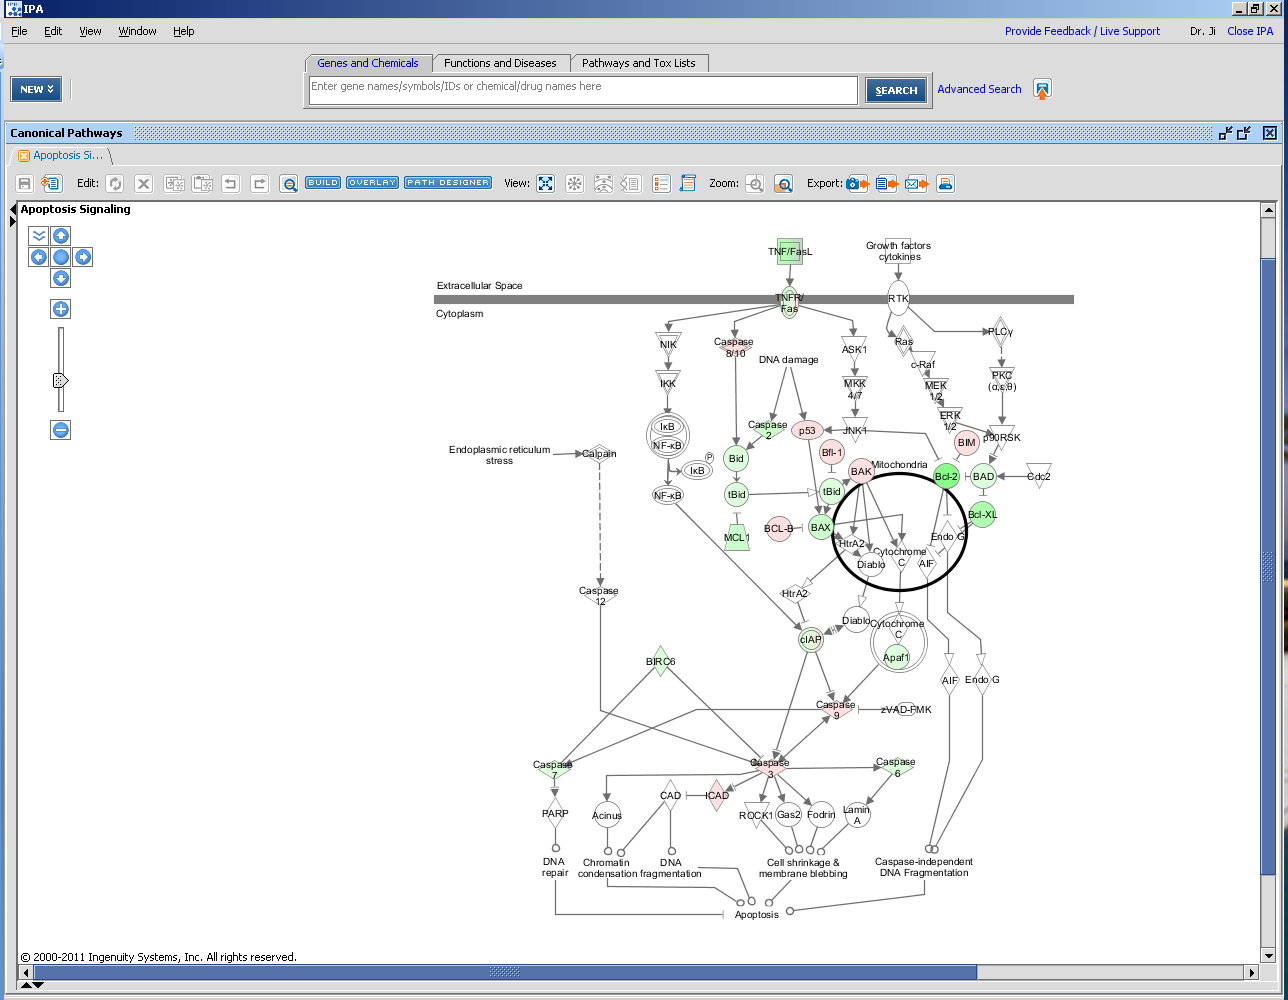 IPA
File Edit View Window Help
Provide Feedback / Live Support Dr. Ji Close IPA
Genes and Chemicals Functions and Diseases Pathways and Tox Lists
NEW
Enter gene names/symbols/IDs or chemical/drug names here
SEARCH
Advanced Search
Canonical Pathways
Apoptosis Si...
Edit: BUILD OVERLAY PATH DESIGNER View: Zoom: Export:
Apoptosis Signaling
TNF/FasL
Growth factors
cytokines
Extracellular Space
TNFR/
Fas
RTK
Cytoplasm
NIK
Caspase
8/10
ASK1
Ras
PLCγ
DNA damage
c-Raf
IKK
MKK
4/7
MEK
1/2
PKC
(α,ε,θ)
IκB
NF-κB
Caspase
2
p53
JNK1
ERK
1/2
BIM
p90RSK
Endoplasmic reticulum
stress
Calpain
P
IκB
Bid
Bfl-1
BAK
Mitochondria
Bcl-2
BAD
Cdc2
NF-κB
tBid
tBid
Bcl-XL
MCL1
BCL-B
BAX
HtrA2
Cytochrome
C
Endo G
Diablo
AIF
Caspase
12
HtrA2
Diablo
Cytochrome
C
cIAP
Apaf1
BIRC6
AIF
Endo G
Caspase
9
zVAD-FMK
Caspase
7
Caspase
3
Caspase
6
PARP
Acinus
CAD
ICAD
ROCK1
Gas2
Fodrin
Lamin
A
DNA
repair
Chromatin
condensation
DNA
fragmentation
Cell shrinkage &
membrane blebbing
Caspase-independent
DNA Fragmentation
Apoptosis
© 2000-2011 Ingenuity Systems, Inc. All rights reserved.